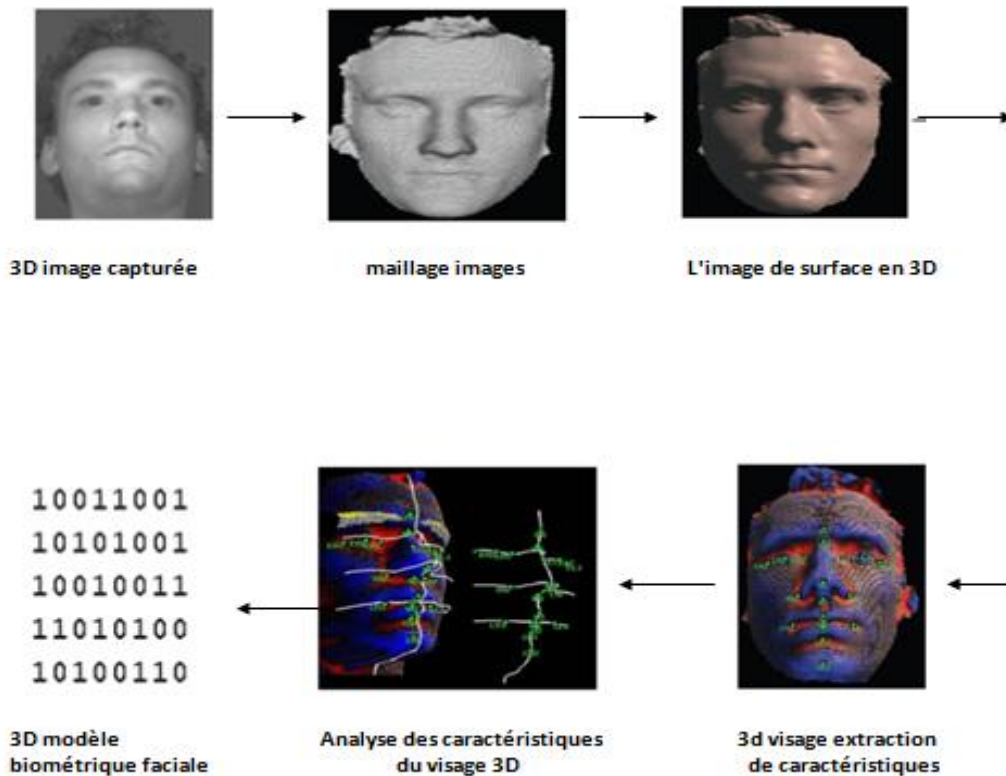 3D image capturée
maillage images
L'image de surface en 3D
10011001
10101001
10010011
11010100
10100110
3D modèle
biométrique faciale
Analyse des caractéristiques
du visage 3D
3d visage extraction
de caractéristiques